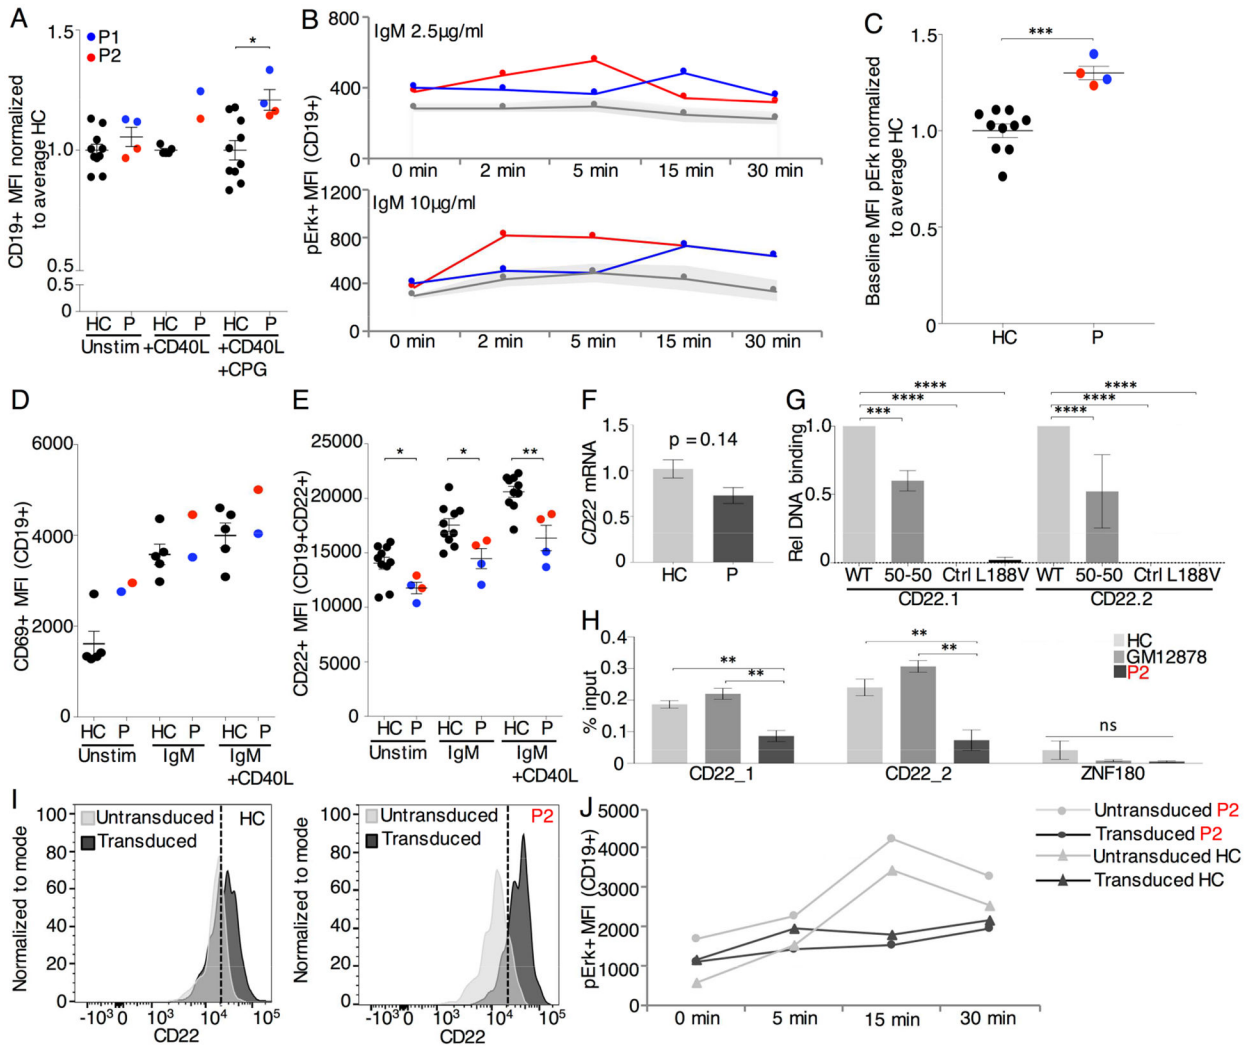 A
CD19+ MFI normalized
to average HC
1.5
1.0
0.5
0.5
0
P1
P2
*
HC P HC P HC P
Unstim +CD40L +CD40L
+CPG
B
pErk+ MFI (CD19+)
IgM 2.5µg/ml
800
400
0
0 min 2 min 5 min 15 min 30 min
IgM 10µg/ml
1200
800
400
0
0 min 2 min 5 min 15 min 30 min
C
Baseline MFI pErk normalized
to average HC
1.5
1.0
0.5
0
***
HC P
D
CD69+ MFI (CD19+)
6000
4000
2000
0
HC P HC P HC P
Unstim IgM IgM
+CD40L
E
CD22+ MFI (CD19+CD22+)
25000
20000
15000
10000
5000
0
* * **
HC P HC P HC P
Unstim IgM IgM
+CD40L
F
CD22 mRNA
1.5
1.0
0.5
0
p = 0.14
HC P
G
Rel DNA binding
1.0
0.5
0
**** ****
**** ****
*** ****
WT 50-50 Ctrl L188V WT 50-50 Ctrl L188V
CD22.1 CD22.2
H
% input
0.4
0.3
0.2
0.1
0
** **
** **
ns
HC
GM12878
P2
CD22_1 CD22_2 ZNF180
I
Normalized to mode
100
80
60
40
20
0
Untransduced
Transduced
HC
-10³ 0 10³ 10⁴ 10⁵
CD22
Normalized to mode
100
80
60
40
20
0
Untransduced
Transduced
P2
-10³ 0 10³ 10⁴ 10⁵
CD22
J
pErk+ MFI (CD19+)
5000
4000
3000
2000
1000
0
0 min 5 min 15 min 30 min
Untransduced P2
Transduced P2
Untransduced HC
Transduced HC